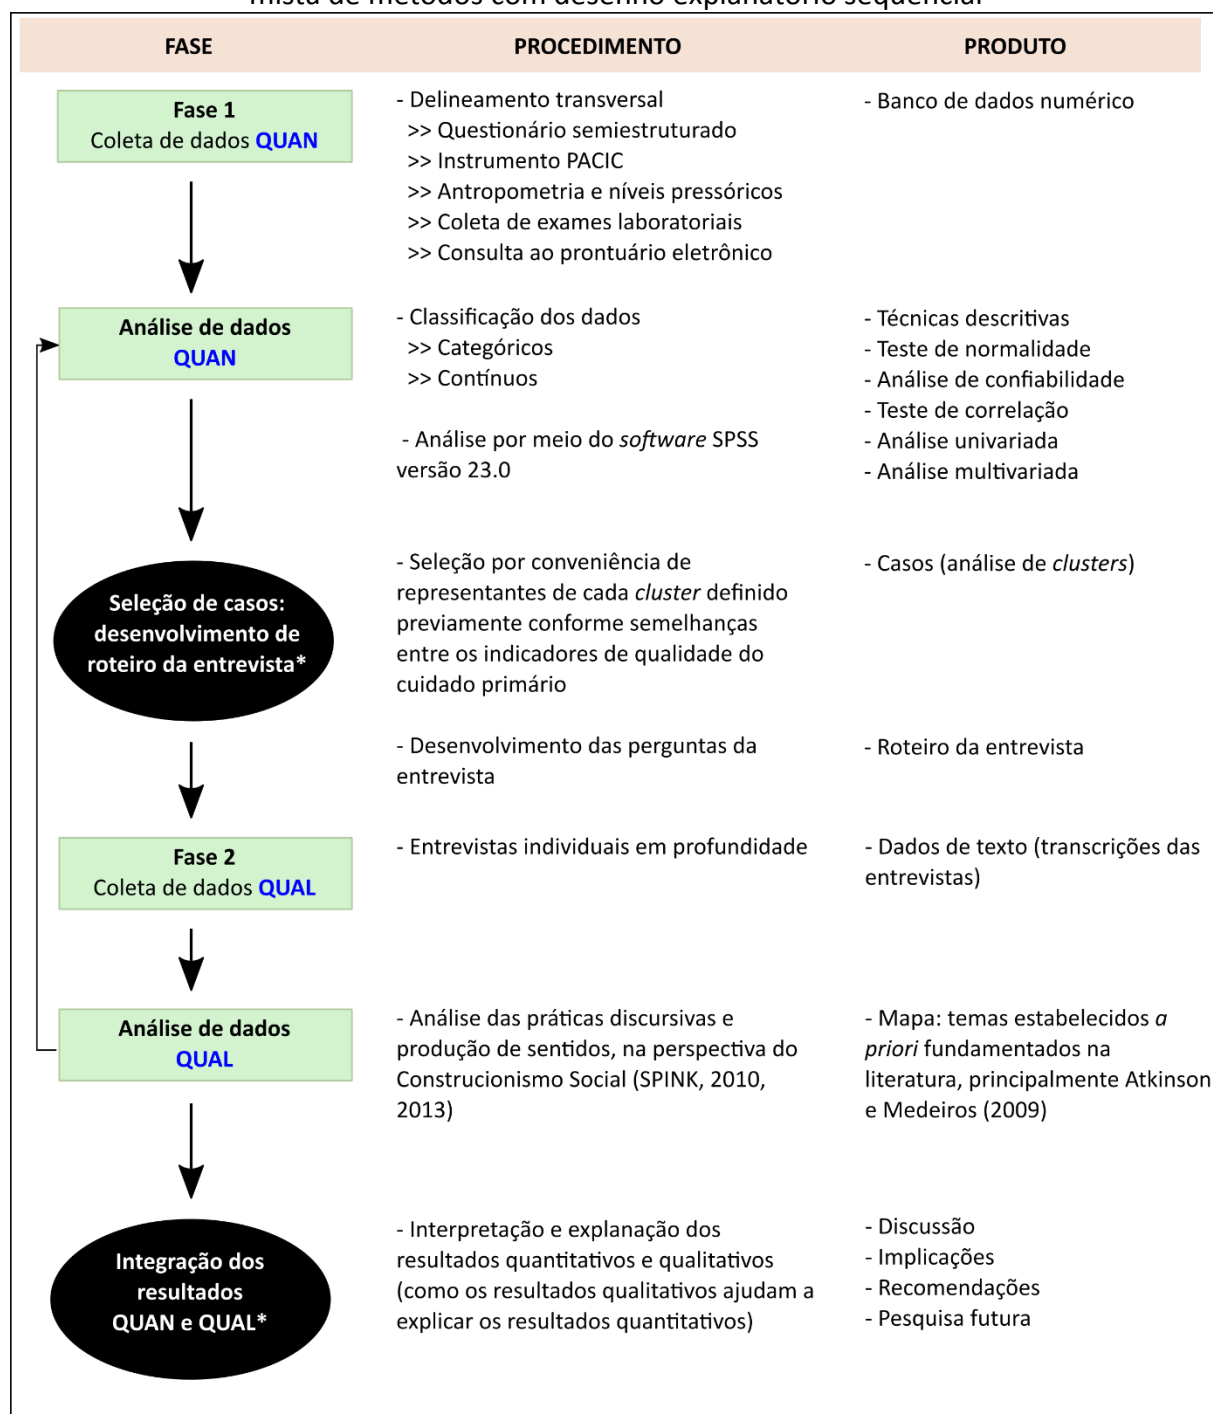 mista de métodos com desenho explanatório sequencial
FASE
PROCEDIMENTO
PRODUTO
Fase 1
Coleta de dados QUAN
- Delineamento transversal
>> Questionário semiestruturado
>> Instrumento PACIC
>> Antropometria e níveis pressóricos
>> Coleta de exames laboratoriais
>> Consulta ao prontuário eletrônico
- Banco de dados numérico
Análise de dados
QUAN
- Classificação dos dados
>> Categóricos
>> Contínuos
- Análise por meio do software SPSS
versão 23.0
- Técnicas descritivas
- Teste de normalidade
- Análise de confiabilidade
- Teste de correlação
- Análise univariada
- Análise multivariada
Seleção de casos:
desenvolvimento de
roteiro da entrevista*
- Seleção por conveniência de
representantes de cada cluster definido
previamente conforme semelhanças
entre os indicadores de qualidade do
cuidado primário
- Casos (análise de clusters)
- Desenvolvimento das perguntas da
entrevista
- Roteiro da entrevista
Fase 2
Coleta de dados QUAL
- Entrevistas individuais em profundidade
- Dados de texto (transcrições das
entrevistas)
Análise de dados
QUAL
- Análise das práticas discursivas e
produção de sentidos, na perspectiva do
Construcionismo Social (SPINK, 2010,
2013)
- Mapa: temas estabelecidos a
priori fundamentados na
literatura, principalmente Atkinson
e Medeiros (2009)
Integração dos
resultados
QUAN e QUAL*
- Interpretação e explanação dos
resultados quantitativos e qualitativos
(como os resultados qualitativos ajudam a
explicar os resultados quantitativos)
- Discussão
- Implicações
- Recomendações
- Pesquisa futura